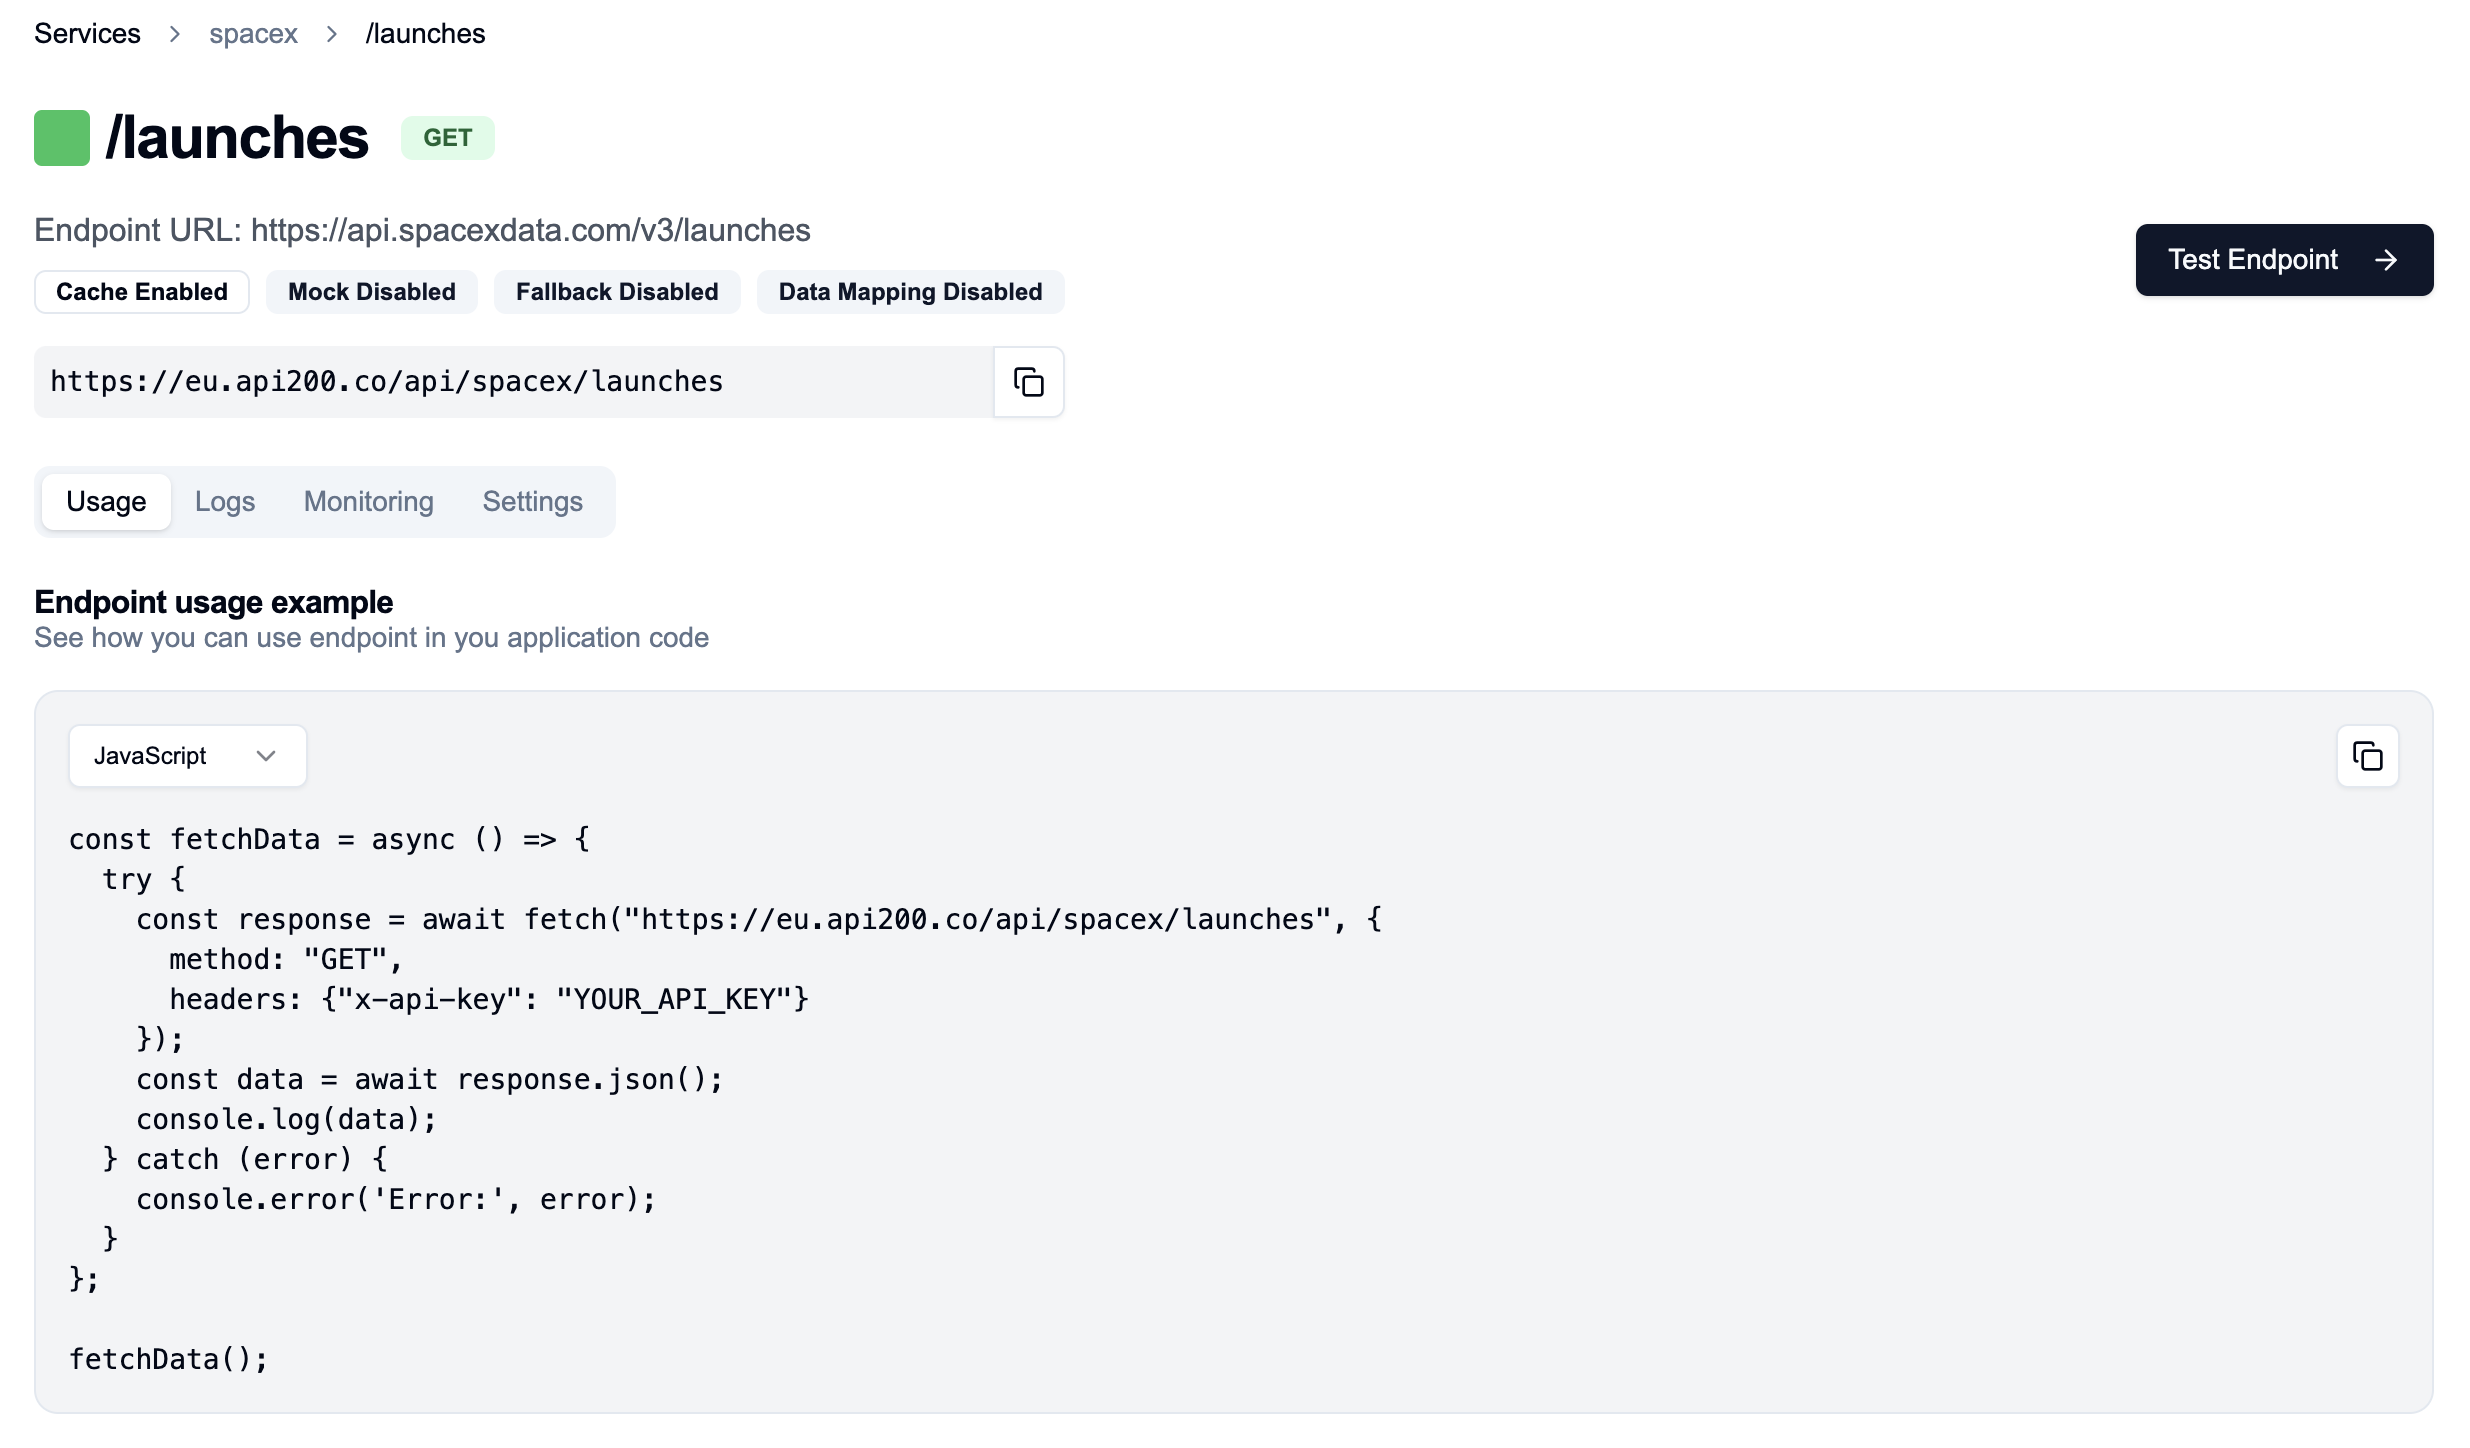 Services > spacex > /launches
/launches GET
Endpoint URL: https://api.spacexdata.com/v3/launches
Test Endpoint →
Cache Enabled Mock Disabled Fallback Disabled Data Mapping Disabled
https://eu.api200.co/api/spacex/launches
Usage Logs Monitoring Settings
Endpoint usage example
See how you can use endpoint in you application code
JavaScript
const fetchData = async () => {
  try {
    const response = await fetch("https://eu.api200.co/api/spacex/launches", {
      method: "GET",
      headers: {"x-api-key": "YOUR_API_KEY"}
    });
    const data = await response.json();
    console.log(data);
  } catch (error) {
    console.error('Error:', error);
  }
};

fetchData();